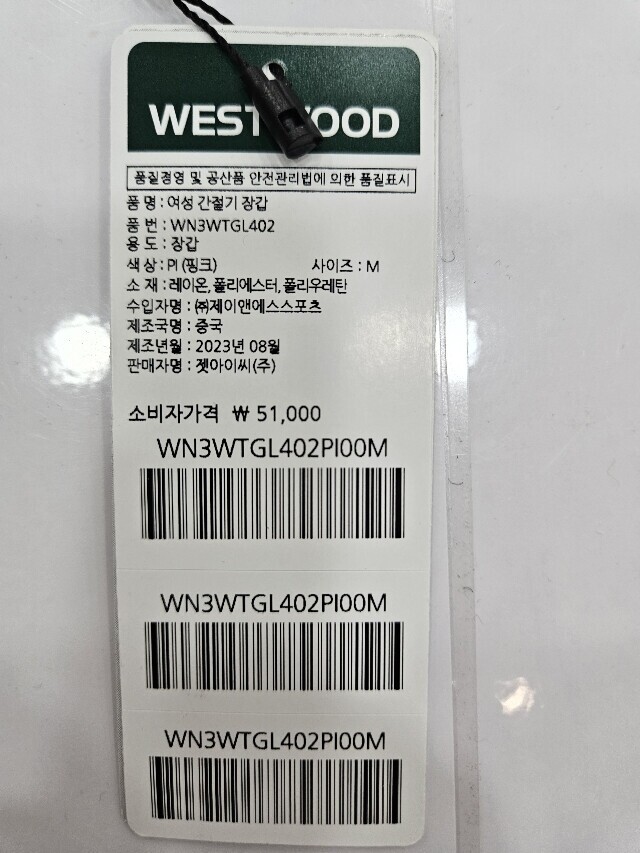 품질경영 및 공산품 안전관리법에 의한 품질표시
품 명 : 여성 간절기 장갑
품 번 : WN3WTGL402
용 도 : 장갑
색 상 : PI (핑크) 사이즈 : M
소 재 : 레이온, 폴리에스터, 폴리우레탄
수입자명 : ㈜제이앤에스스포츠
제조국명 : 중국
제조년월 : 2023년 08월
판매자명 : 젯아이씨(주)
소비자가격 ₩ 51,000
WN3WTGL402PI00M
WN3WTGL402PI00M
WN3WTGL402PI00M